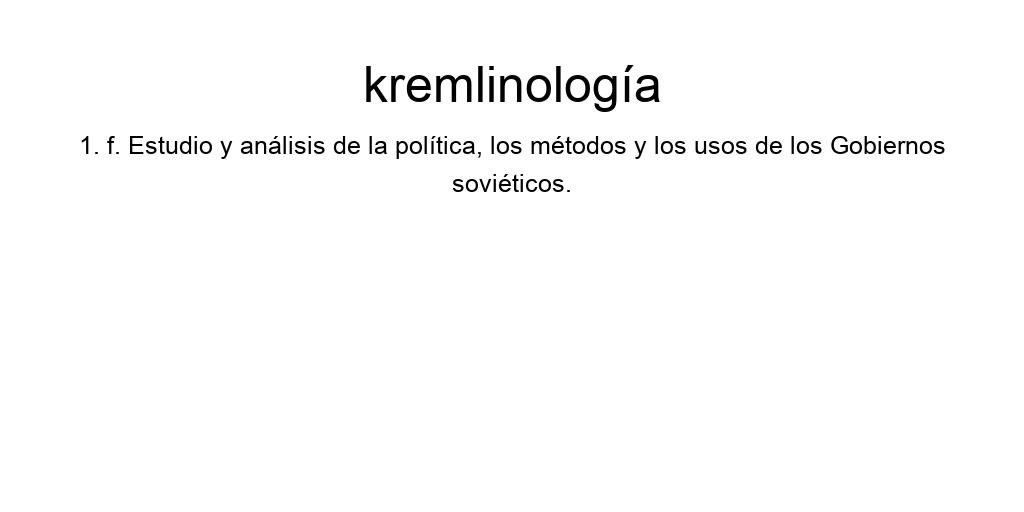 kremlinología
1. f. Estudio y análisis de la política, los métodos y los usos de los Gobiernos
soviéticos.